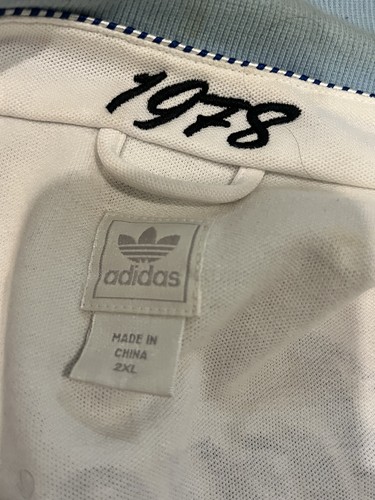 1978
adidas
MADE IN
CHINA
2XL